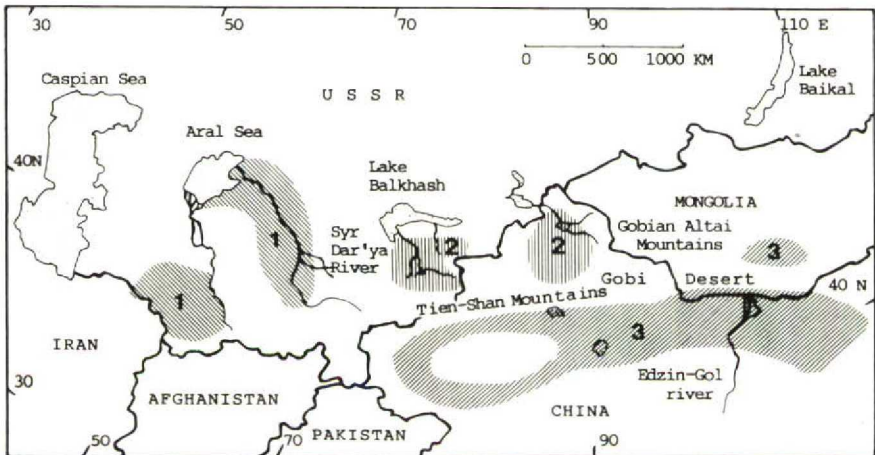 30 50 70 90 110 E
0 500 1000 KM
Caspian Sea
U S S R
Lake
Baikal
Aral Sea
40N
Lake
Balkhash
MONGOLIA
Gobian Altai
Mountains
1
Syr
Dar'ya
River
2
2
3
1
Gobi Desert
40 N
Tien-Shan Mountains
IRAN
3
30
Edzin-Gol
river
AFGHANISTAN
CHINA
PAKISTAN
50 70 90